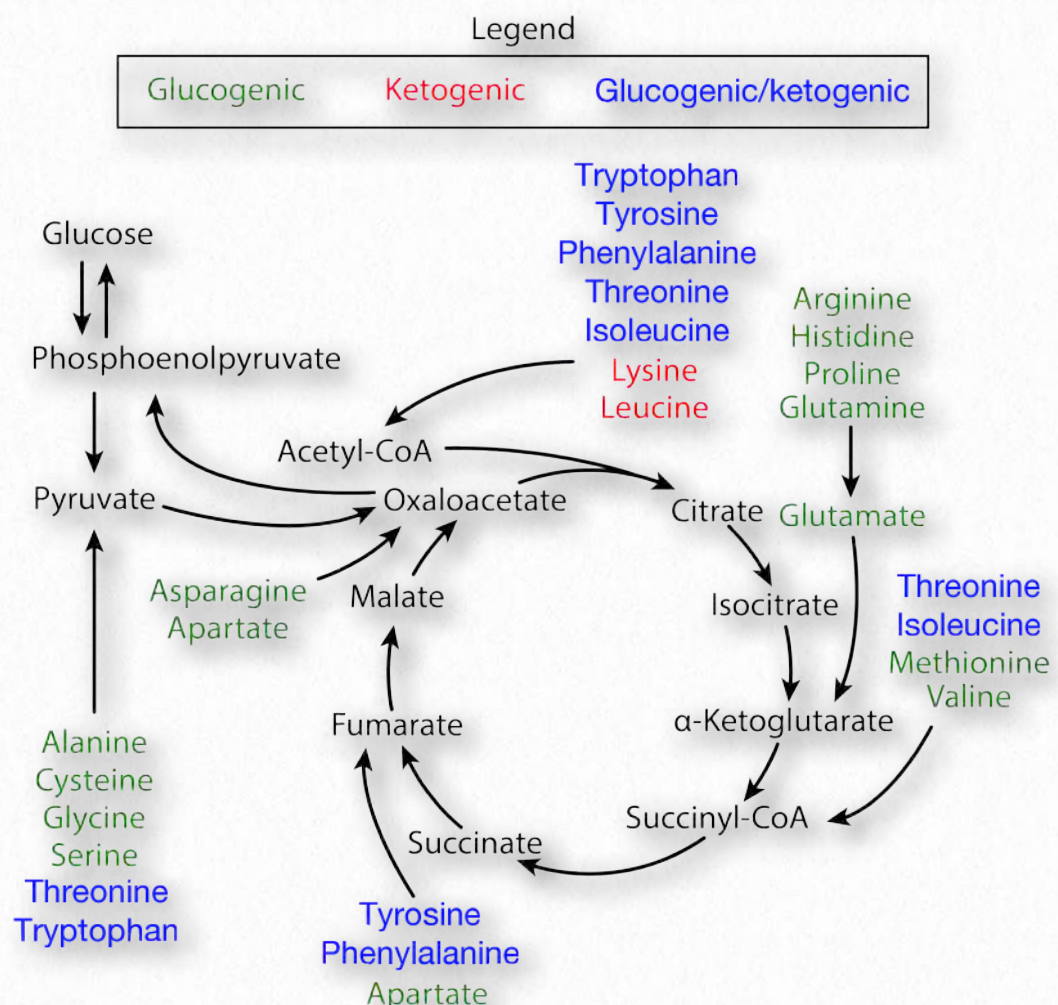 Legend
Glucogenic Ketogenic Glucogenic/ketogenic
Tryptophan
Tyrosine
Phenylalanine
Threonine
Isoleucine
Lysine
Leucine
Arginine
Histidine
Proline
Glutamine
Glucose
Phosphoenolpyruvate
Acetyl-CoA
Pyruvate
Oxaloacetate
Citrate
Glutamate
Asparagine
Apartate
Malate
Isocitrate
Threonine
Isoleucine
Methionine
Valine
Fumarate
α-Ketoglutarate
Alanine
Cysteine
Glycine
Serine
Threonine
Tryptophan
Succinate
Succinyl-CoA
Tyrosine
Phenylalanine
Apartate